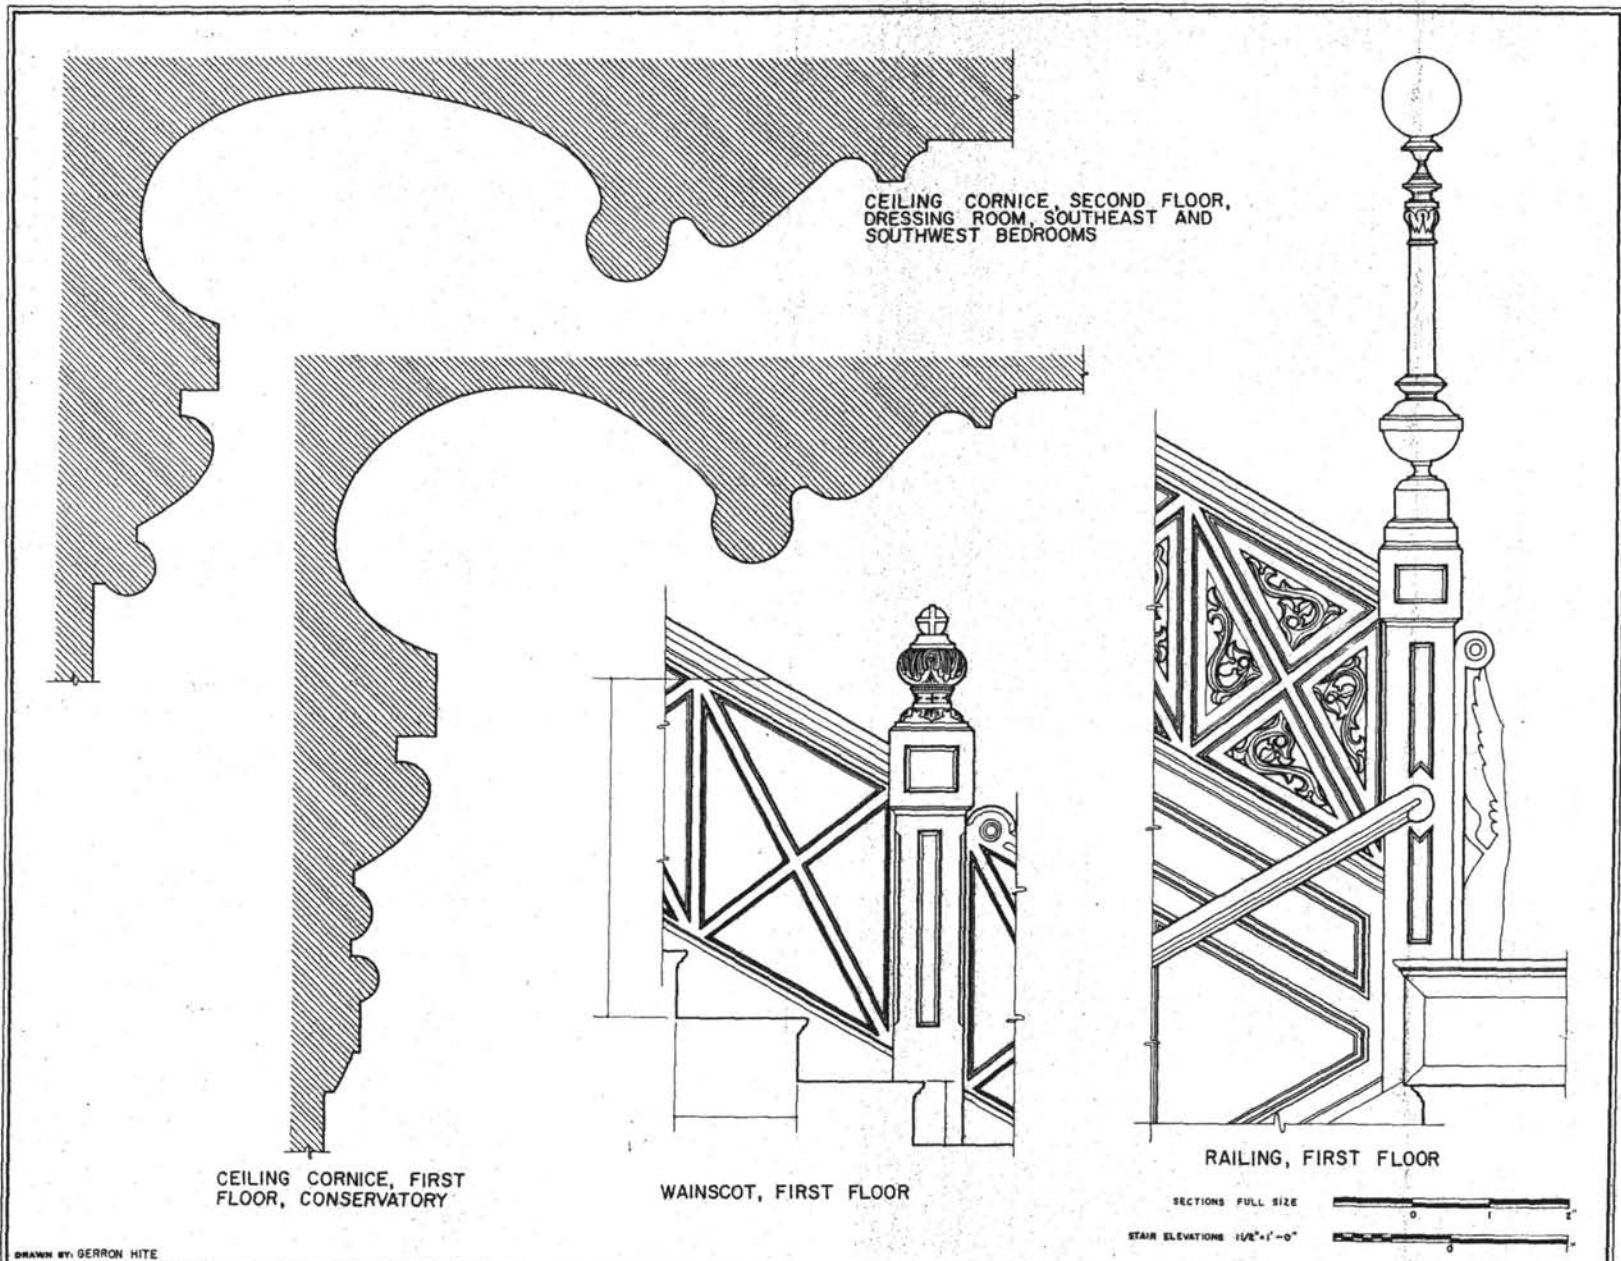 CEILING CORNICE, SECOND FLOOR,
DRESSING ROOM, SOUTHEAST AND
SOUTHWEST BEDROOMS
CEILING CORNICE, FIRST
FLOOR, CONSERVATORY
WAINSCOT, FIRST FLOOR
RAILING, FIRST FLOOR
SECTIONS FULL SIZE
0 1 2"
STAIR ELEVATIONS 1 1/2"=1'-0"
0 1"
DRAWN BY: GERRON HITE